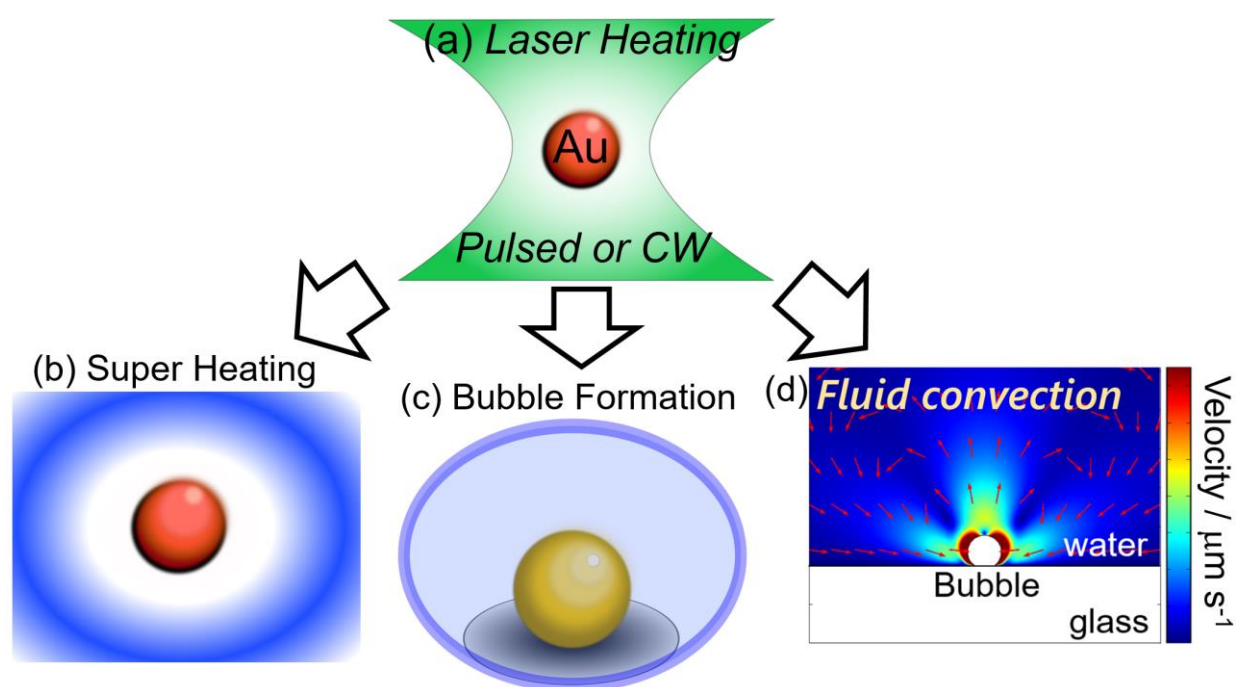 (a) Laser Heating
Au
Pulsed or CW
(b) Super Heating
(c) Bubble Formation
(d) Fluid convection
water
Bubble
glass
Velocity / μm s⁻¹